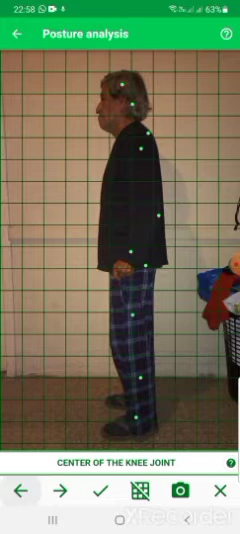 22:58 63%
Posture analysis
CENTER OF THE KNEE JOINT
XRecorder